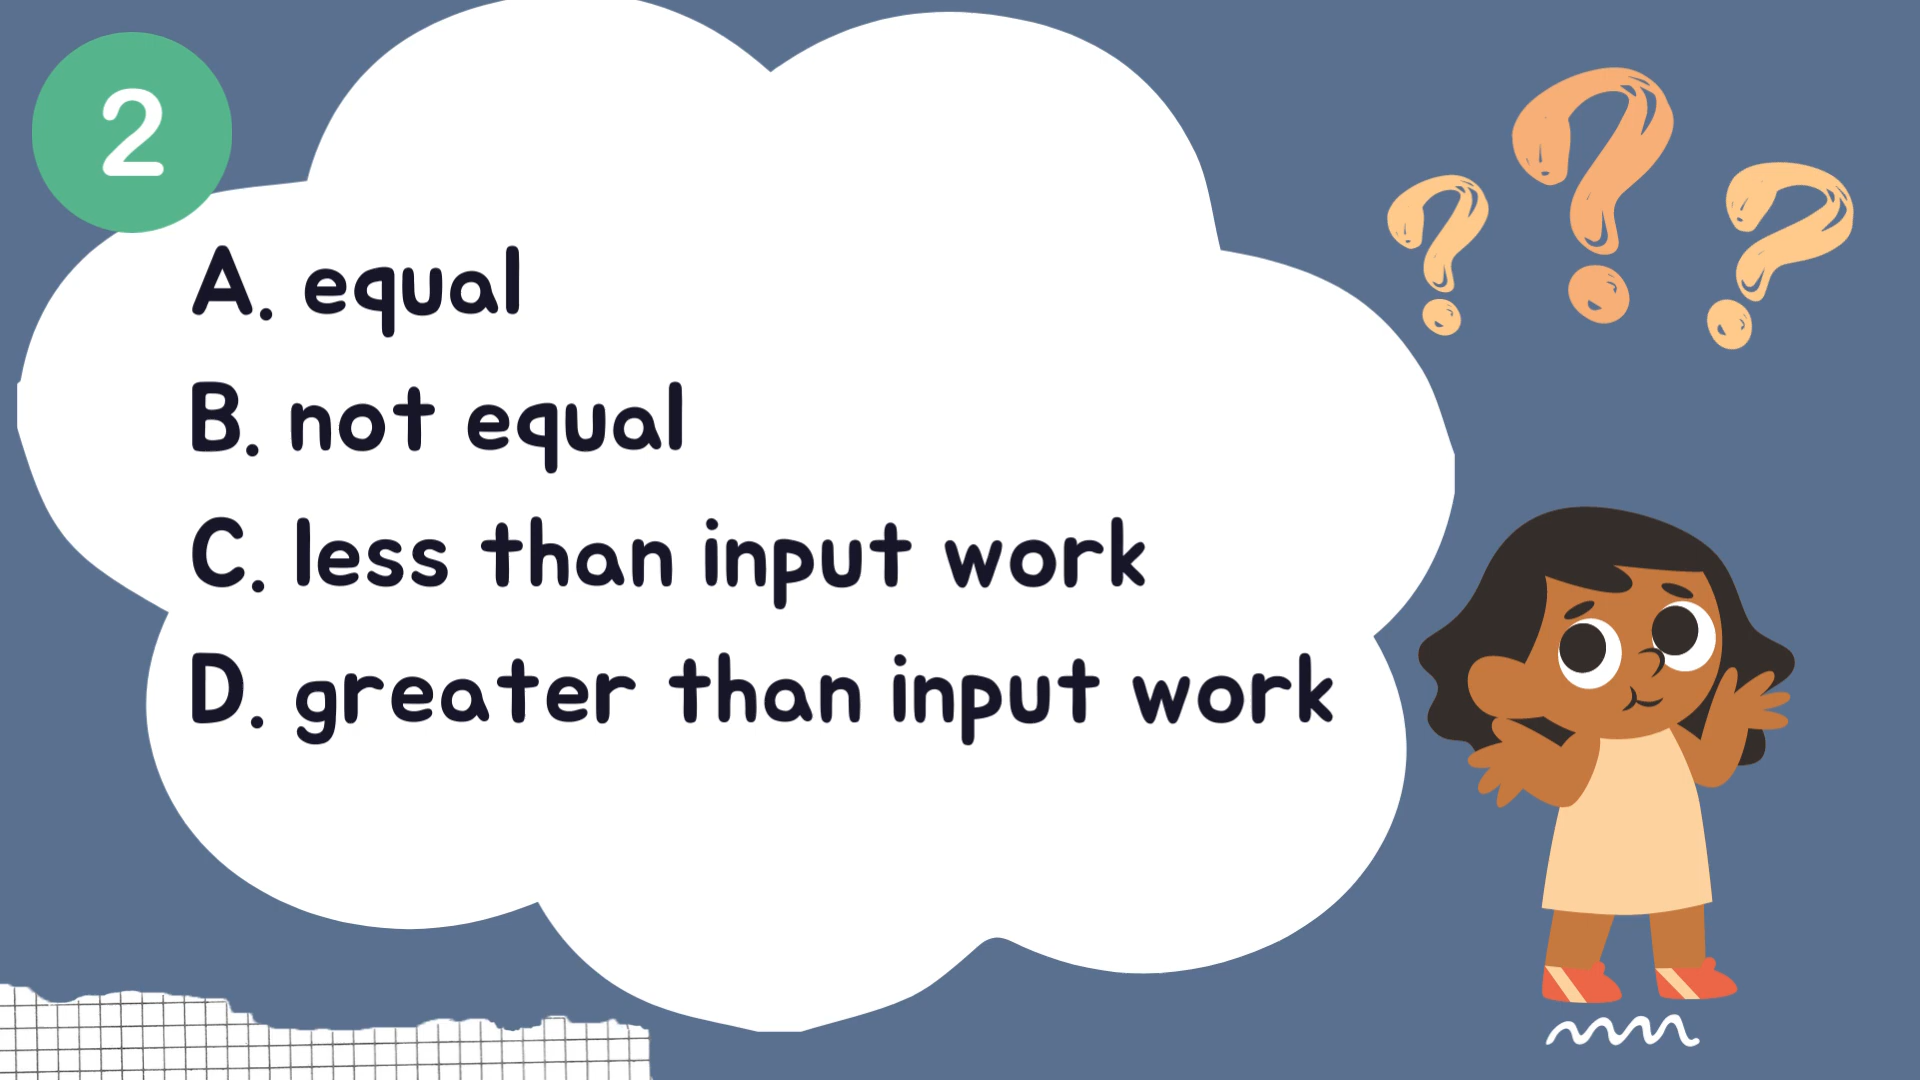 2
A. equal
B. not equal
C. less than input work
D. greater than input work